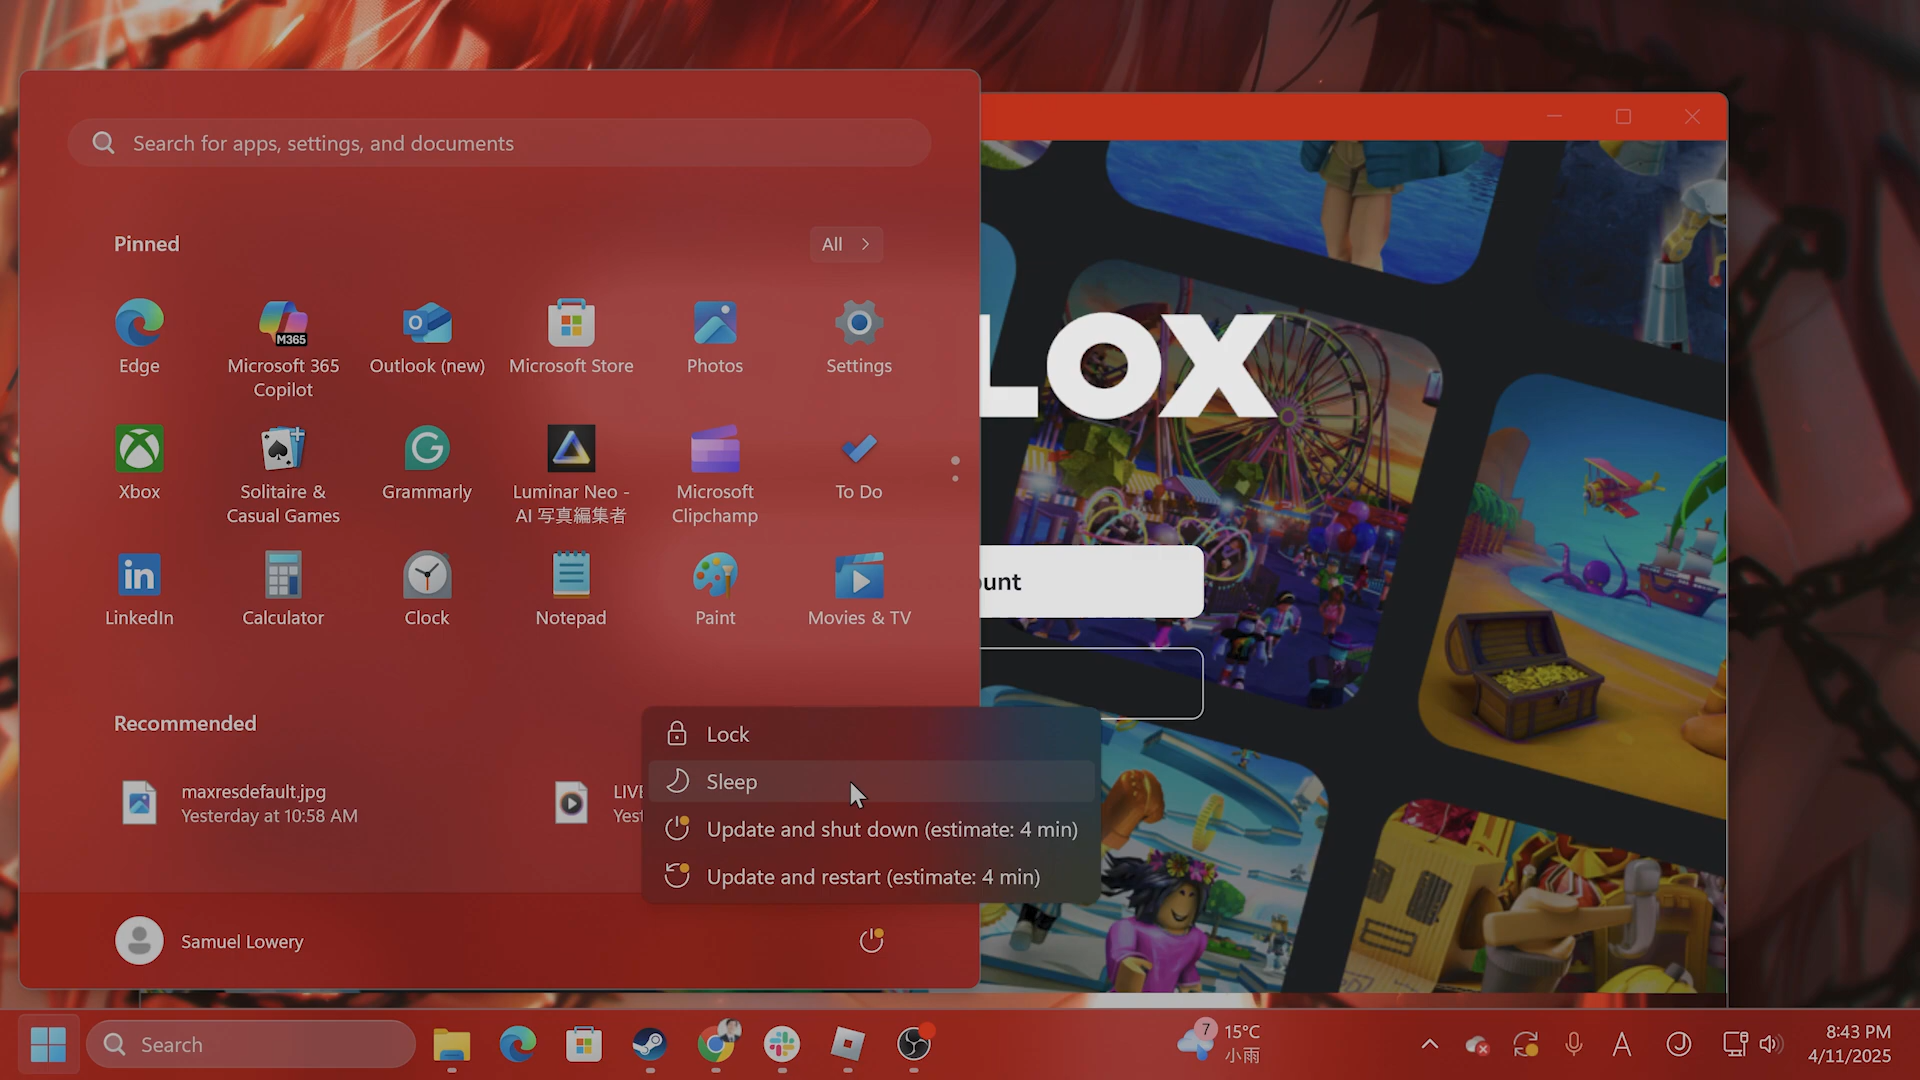 Search for apps, settings, and documents
Pinned
All
Edge
Microsoft 365
Copilot
Outlook (new)
Microsoft Store
Photos
Settings
Xbox
Solitaire &
Casual Games
Grammarly
Luminar Neo -
AI 写真編集者
Microsoft
Clipchamp
To Do
LinkedIn
Calculator
Clock
Notepad
Paint
Movies & TV
Recommended
maxresdefault.jpg
Yesterday at 10:58 AM
LIVE
Yest
Lock
Sleep
Update and shut down (estimate: 4 min)
Update and restart (estimate: 4 min)
Samuel Lowery
LOX
ount
M365
Search
7
15°C
小雨
A
8:43 PM
4/11/2025